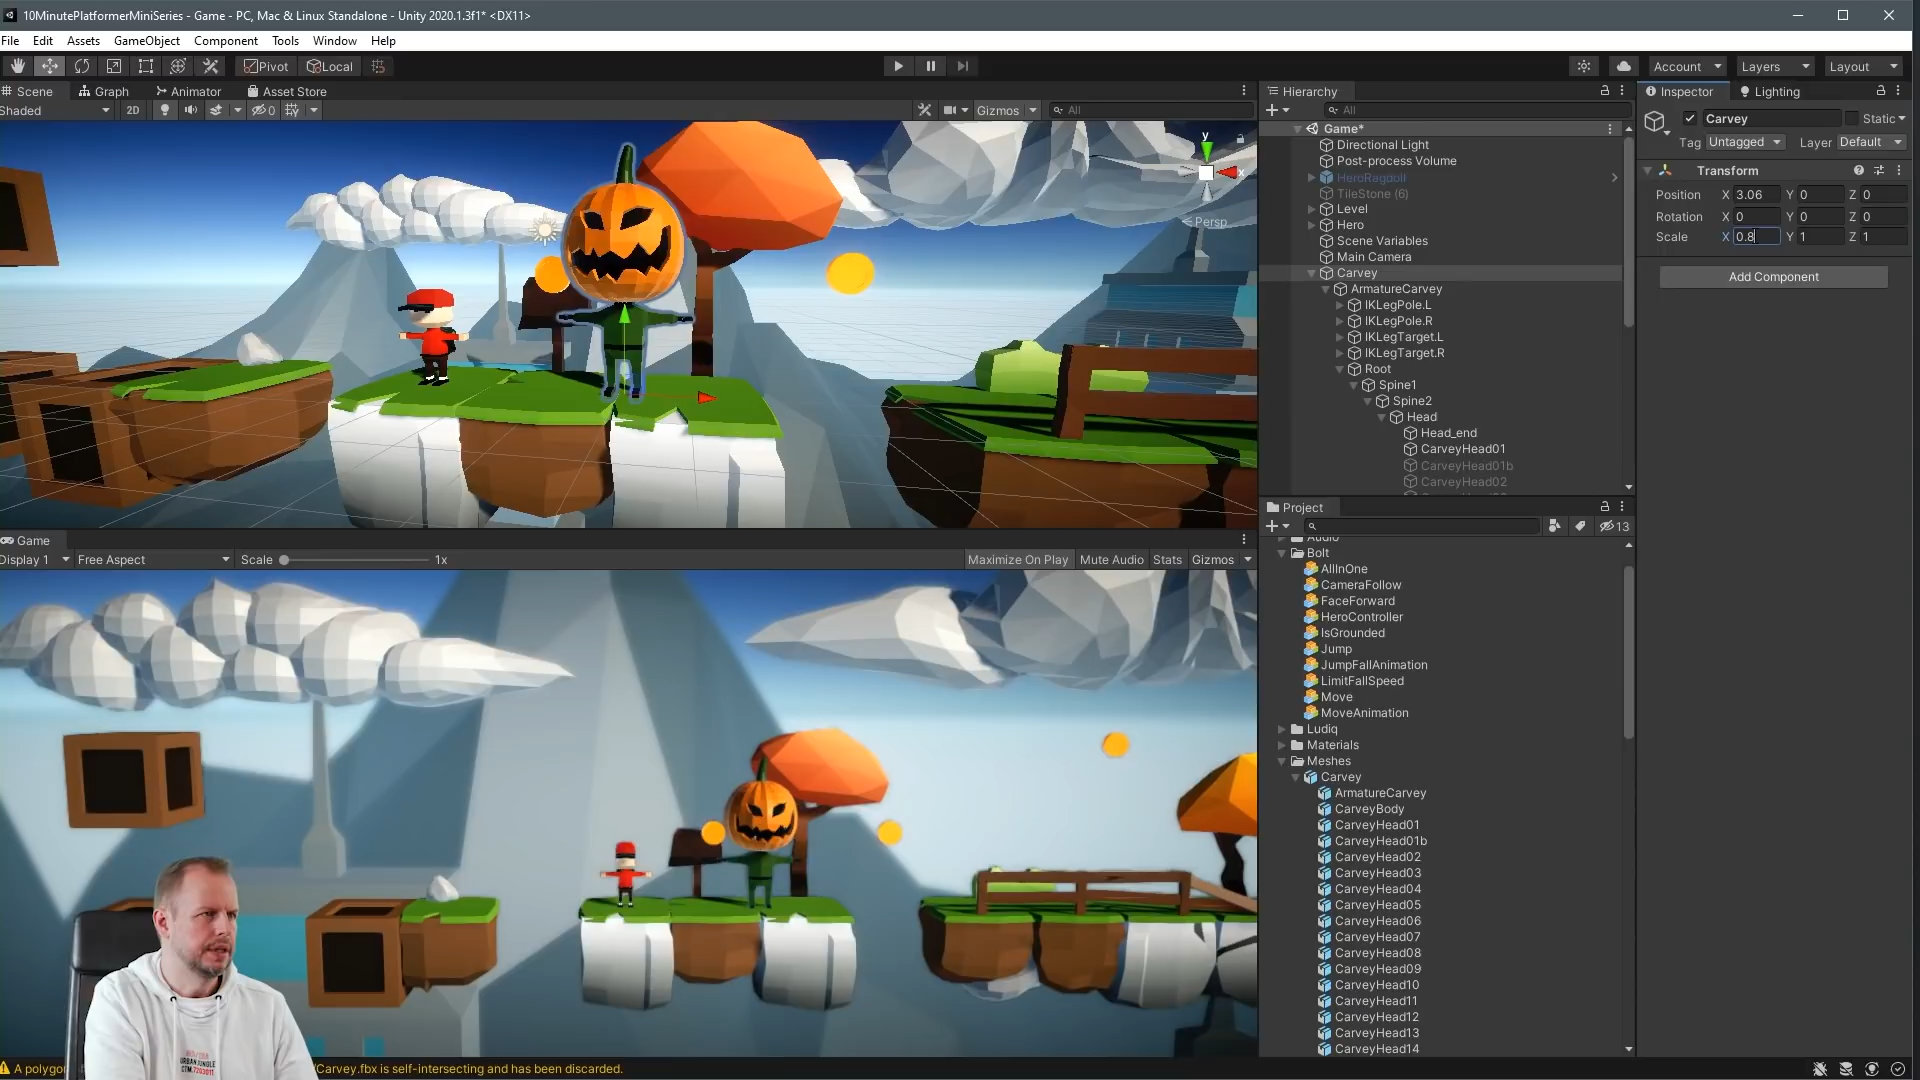 10MinutePlatformerMiniSeries - Game - PC, Mac & Linux Standalone - Unity 2020.1.3f1* <DX11>
File Edit Assets GameObject Component Tools Window Help
Pivot Local Account Layers Layout
Scene Graph Animator Asset Store
Shaded 2D 0 Gizmos All
y
x
Persp
Game
Display 1 Free Aspect Scale 1x Maximize On Play Mute Audio Stats Gizmos
URBAN JUNGLE
A polygo
Carvey.fbx is self-intersecting and has been discarded.
Hierarchy
All
Game*
Directional Light
Post-process Volume
HeroRagdoll
TileStone (6)
Level
Hero
Scene Variables
Main Camera
Carvey
ArmatureCarvey
IKLegPole.L
IKLegPole.R
IKLegTarget.L
IKLegTarget.R
Root
Spine1
Spine2
Head
Head_end
CarveyHead01
CarveyHead01b
CarveyHead02
Project
13
Audio
Bolt
AllInOne
CameraFollow
FaceForward
HeroController
IsGrounded
Jump
JumpFallAnimation
LimitFallSpeed
Move
MoveAnimation
Ludiq
Materials
Meshes
Carvey
ArmatureCarvey
CarveyBody
CarveyHead01
CarveyHead01b
CarveyHead02
CarveyHead03
CarveyHead04
CarveyHead05
CarveyHead06
CarveyHead07
CarveyHead08
CarveyHead09
CarveyHead10
CarveyHead11
CarveyHead12
CarveyHead13
CarveyHead14
Inspector Lighting
Carvey Static
Tag Untagged Layer Default
Transform
Position X 3.06 Y 0 Z 0
Rotation X 0 Y 0 Z 0
Scale X 0.8 Y 1 Z 1
Add Component